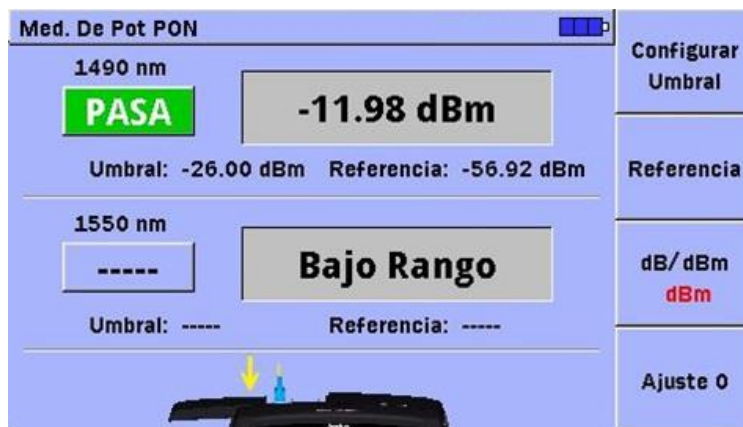 Med. De Pot PON
1490 nm
PASA
-11.98 dBm
Umbral: -26.00 dBm Referencia: -56.92 dBm
1550 nm
-----
Bajo Rango
Umbral: ----- Referencia: -----
Configurar
Umbral
Referencia
dB/dBm
dBm
Ajuste 0